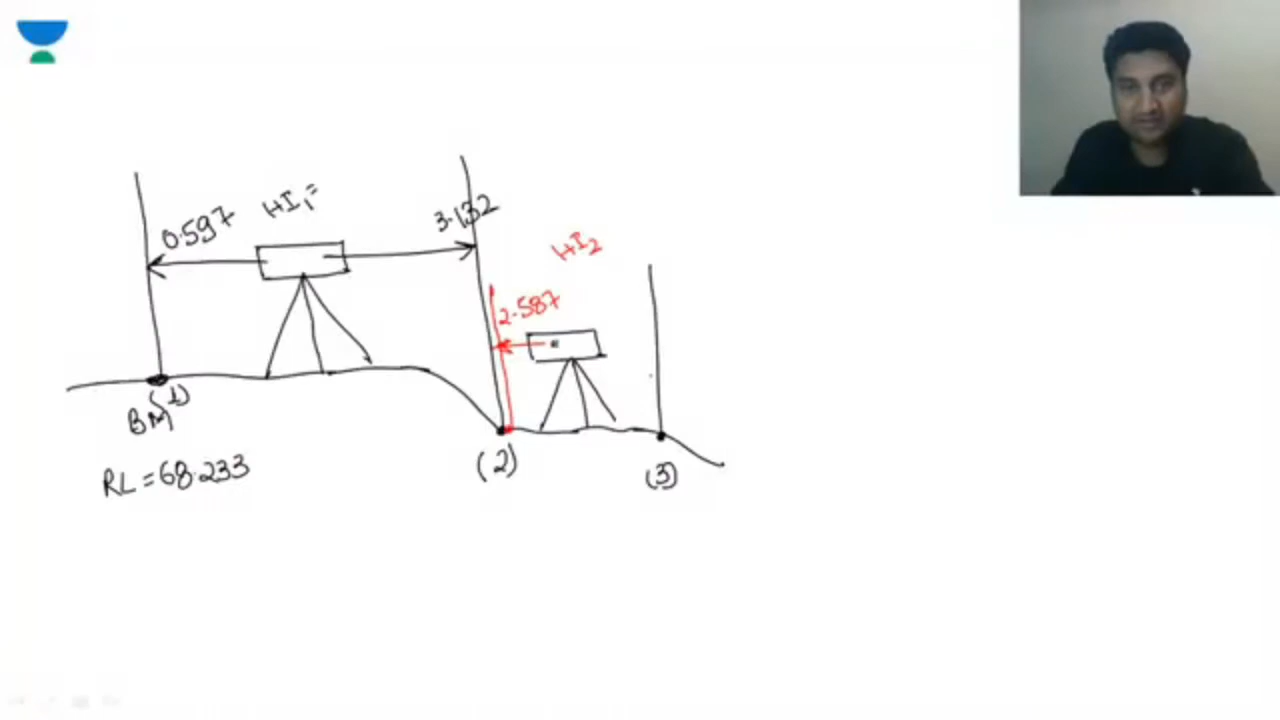 HI₁=
0.597
3.132
HI₂
2.587
BM(1)
RL=68.233
(2)
(3)